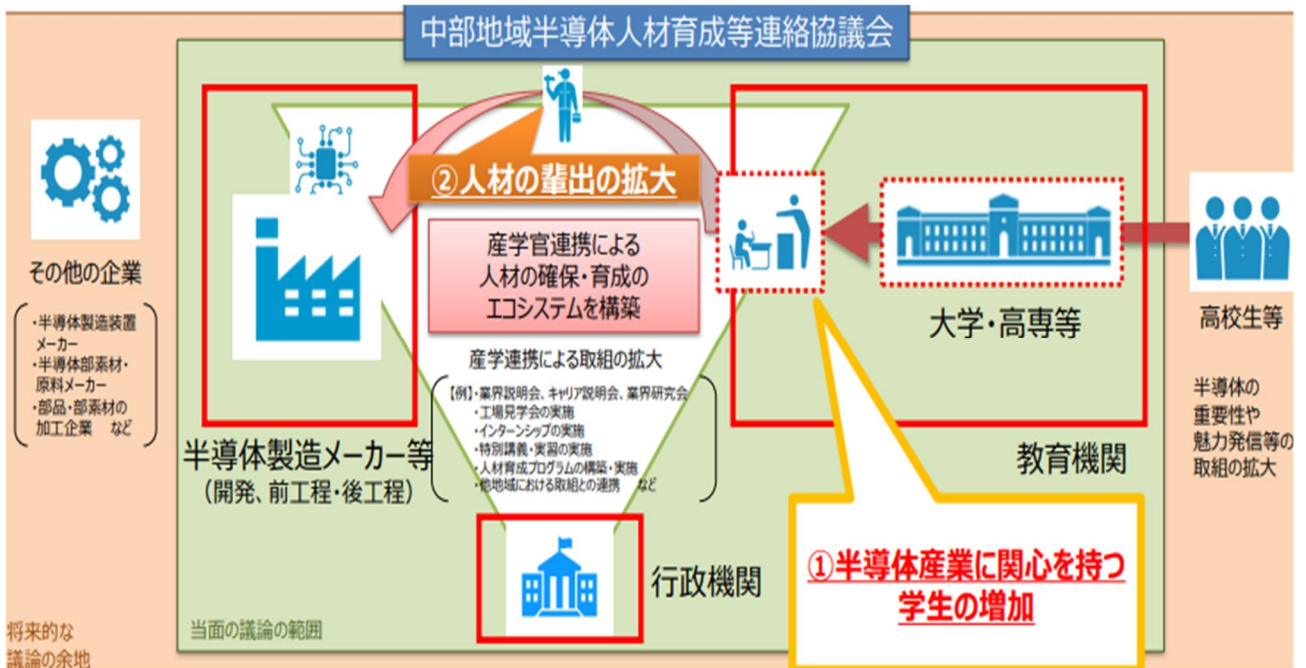 中部地域半導体人材育成等連絡協議会
②人材の輩出の拡大
産学官連携による
人材の確保・育成の
エコシステムを構築
産学連携による取組の拡大
【例】・業界説明会、キャリア説明会、業界研究会
・工場見学会の実施
・インターンシップの実施
・特別講義・実習の実施
・人材育成プログラムの構築・実施
・他地域における取組との連携 など
その他の企業
・半導体製造装置
メーカー
・半導体部素材・
原料メーカー
・部品・部素材の
加工企業 など
半導体製造メーカー等
（開発、前工程・後工程）
行政機関
大学・高専等
教育機関
高校生等
半導体の
重要性や
魅力発信等の
取組の拡大
①半導体産業に関心を持つ
学生の増加
当面の議論の範囲
将来的な
議論の余地